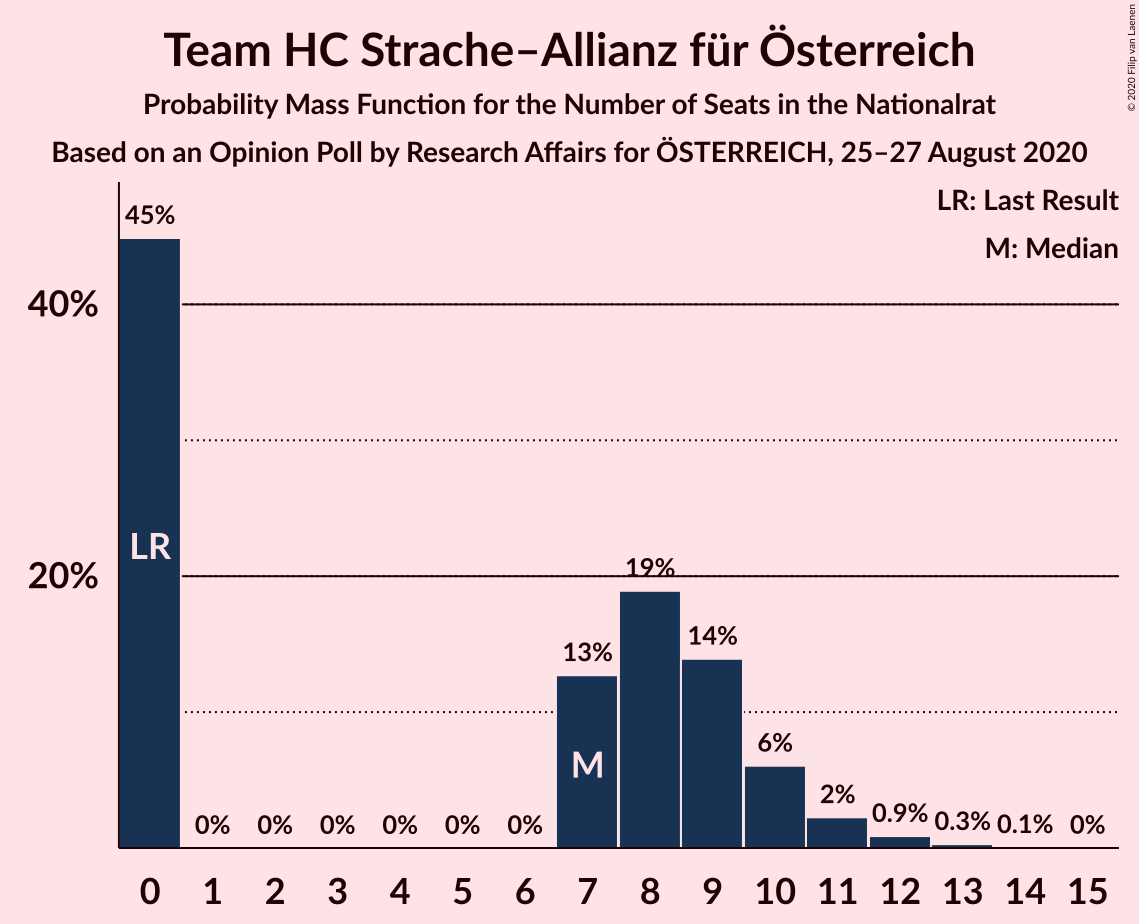 Team HC Strache–Allianz für Österreich
Probability Mass Function for the Number of Seats in the Nationalrat
Based on an Opinion Poll by Research Affairs for ÖSTERREICH, 25–27 August 2020
© 2020 Filip van Laenen
LR: Last Result
M: Median
45%
40%
LR
20%
19%
14%
13%
M
6%
2%
0% 0% 0% 0% 0% 0% 0.9% 0.3% 0.1% 0%
0 1 2 3 4 5 6 7 8 9 10 11 12 13 14 15